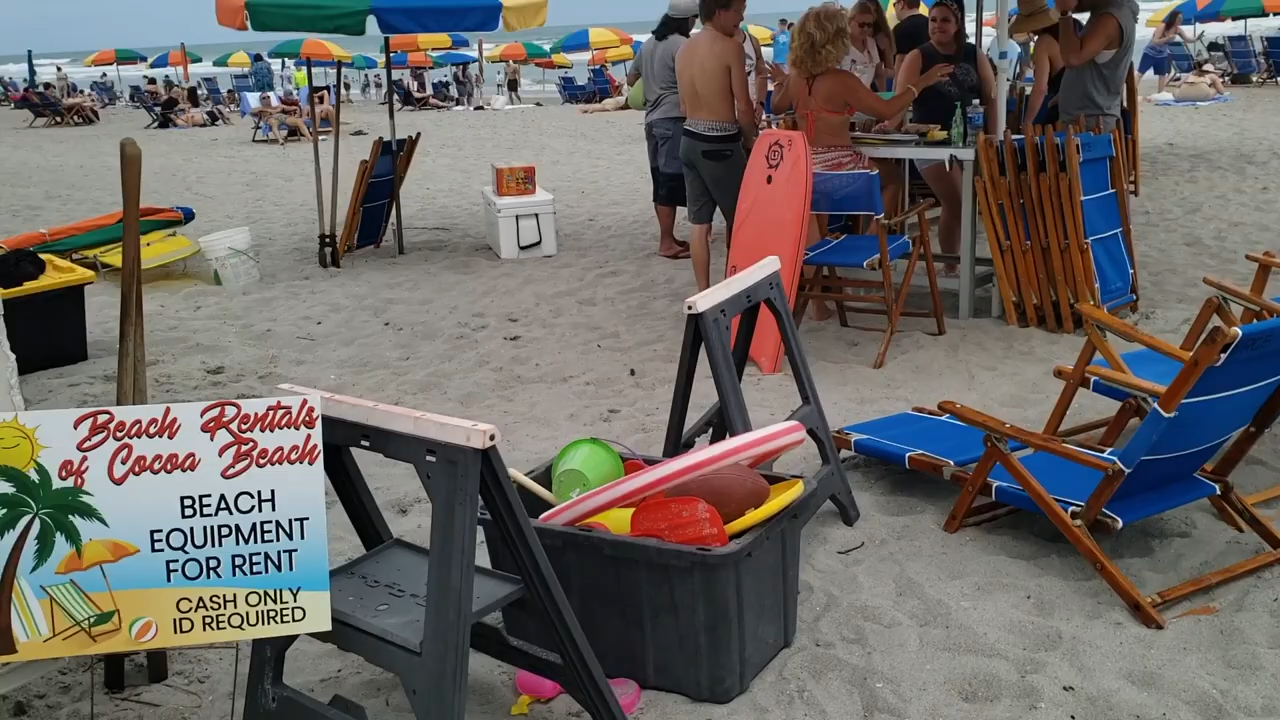 Beach Rentals
of Cocoa Beach
BEACH
EQUIPMENT
FOR RENT
CASH ONLY
ID REQUIRED